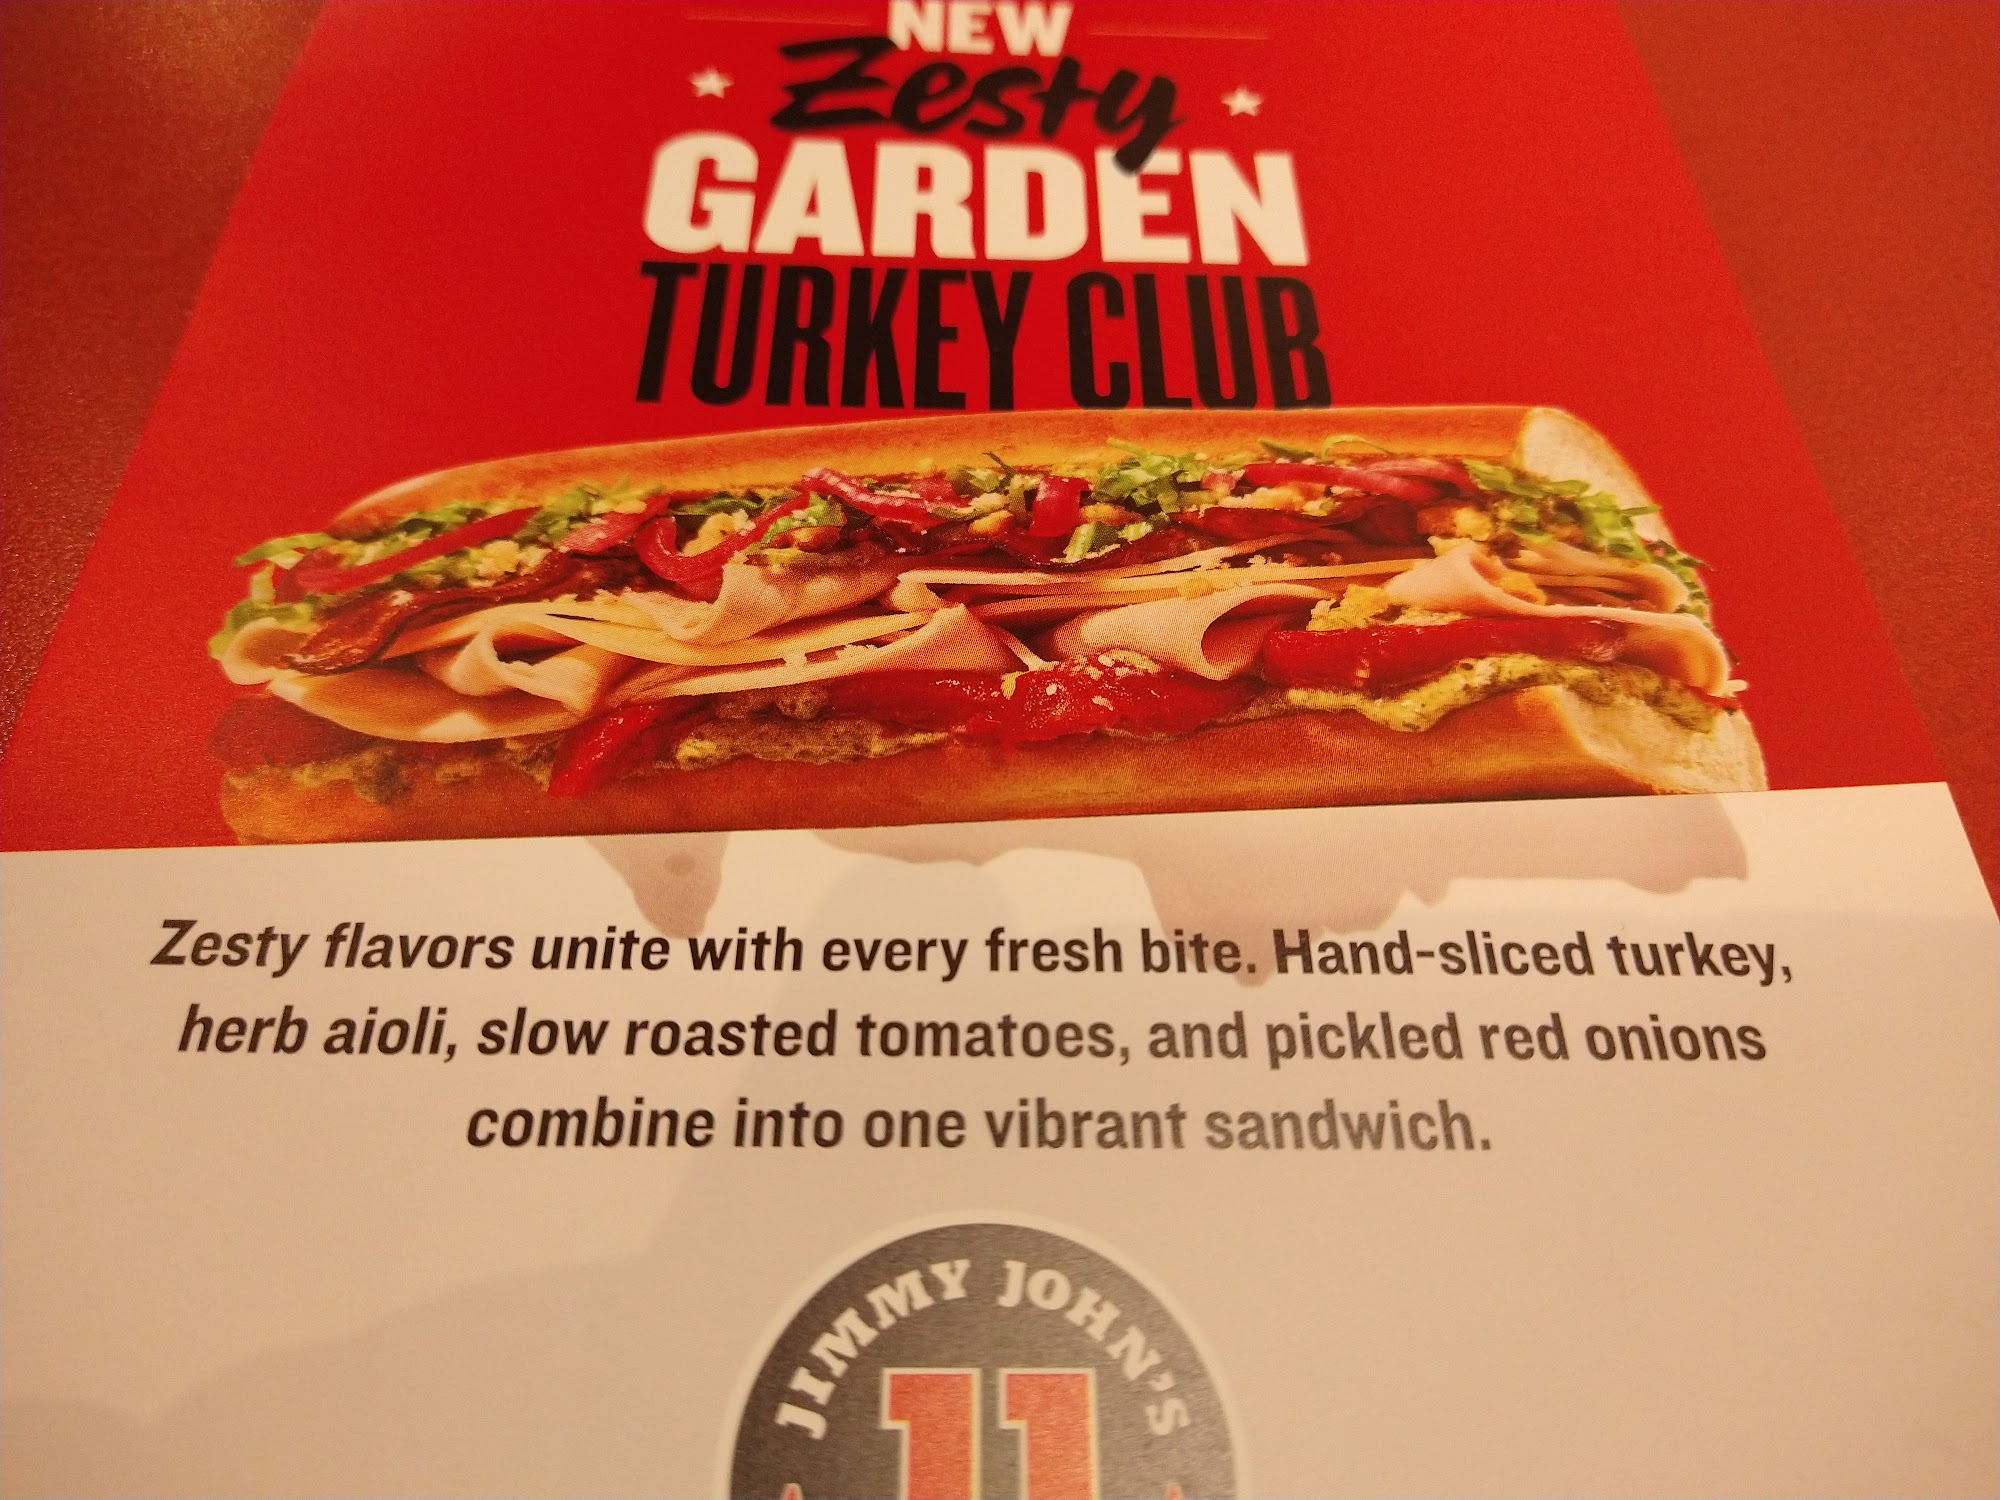 NEW
Zesty
GARDEN
TURKEY CLUB
Zesty flavors unite with every fresh bite. Hand-sliced turkey,
herb aioli, slow roasted tomatoes, and pickled red onions
combine into one vibrant sandwich.
JIMMY JOHN'S